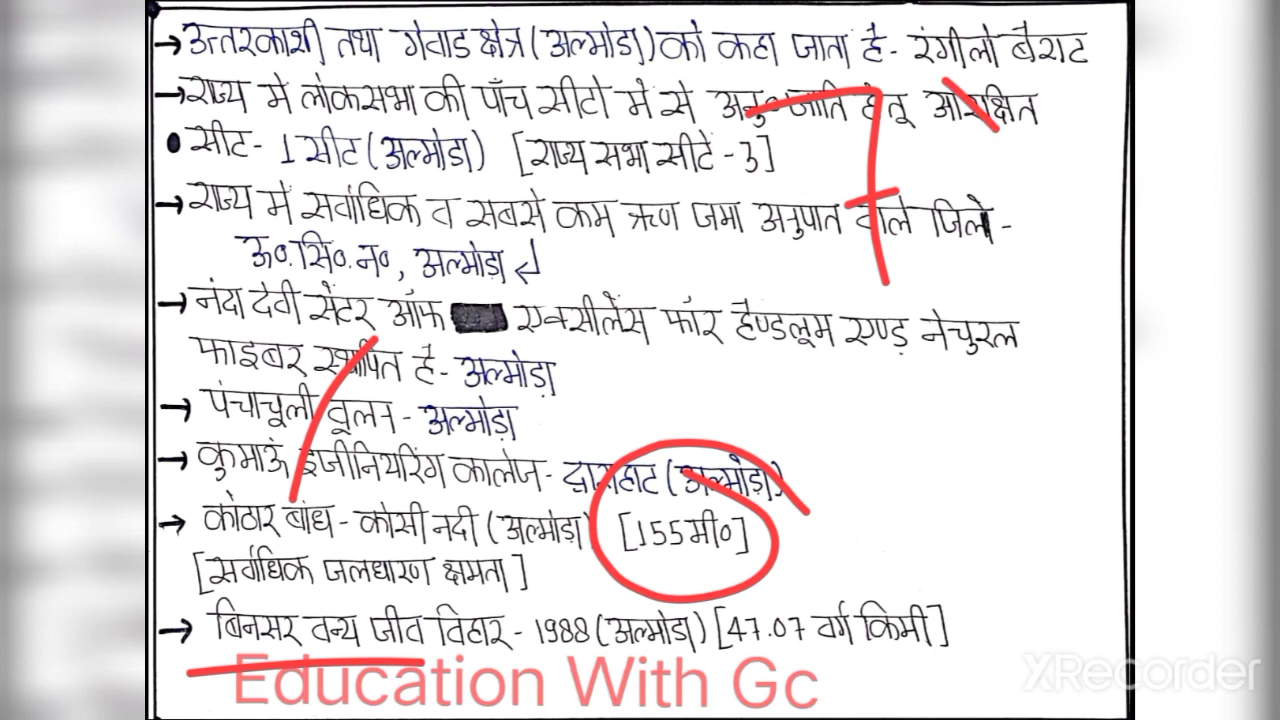 → उत्तरकाशी तथा गेवाड क्षेत्र (अल्मोडा) को कहा जाता है - रंगीलो बैराट
→ राज्य में लोकसभा की पाँच सीटो में से अनु० जाति हेतू आरक्षित
• सीट - 1 सीट (अल्मोडा) [राज्य सभा सीटें - 3]
→ राज्य में सर्वाधिक व सबसे कम ऋण जमा अनुपात वाले जिले -
ऊ० सिं० न०, अल्मोड़ा
→ नंदा देवी सेंटर ऑफ एक्सीलेंस फॉर हैण्डलूम एण्ड़ नेचुरल
फाइबर स्थापित है - अल्मोड़ा
→ पंचाचूली वूलन - अल्मोड़ा
→ कुमाऊं इंजीनियरिंग कालेज - द्वाराहाट (अल्मोड़ा)
→ कोठार बांध - कोसी नदी (अल्मोड़ा) [155 मी०]
[सर्वाधिक जलधारण क्षमता]
→ बिनसर वन्य जीव विहार - 1988 (अल्मोडा) [47.07 वर्ग किमी]
Education With Gc
XRecorder